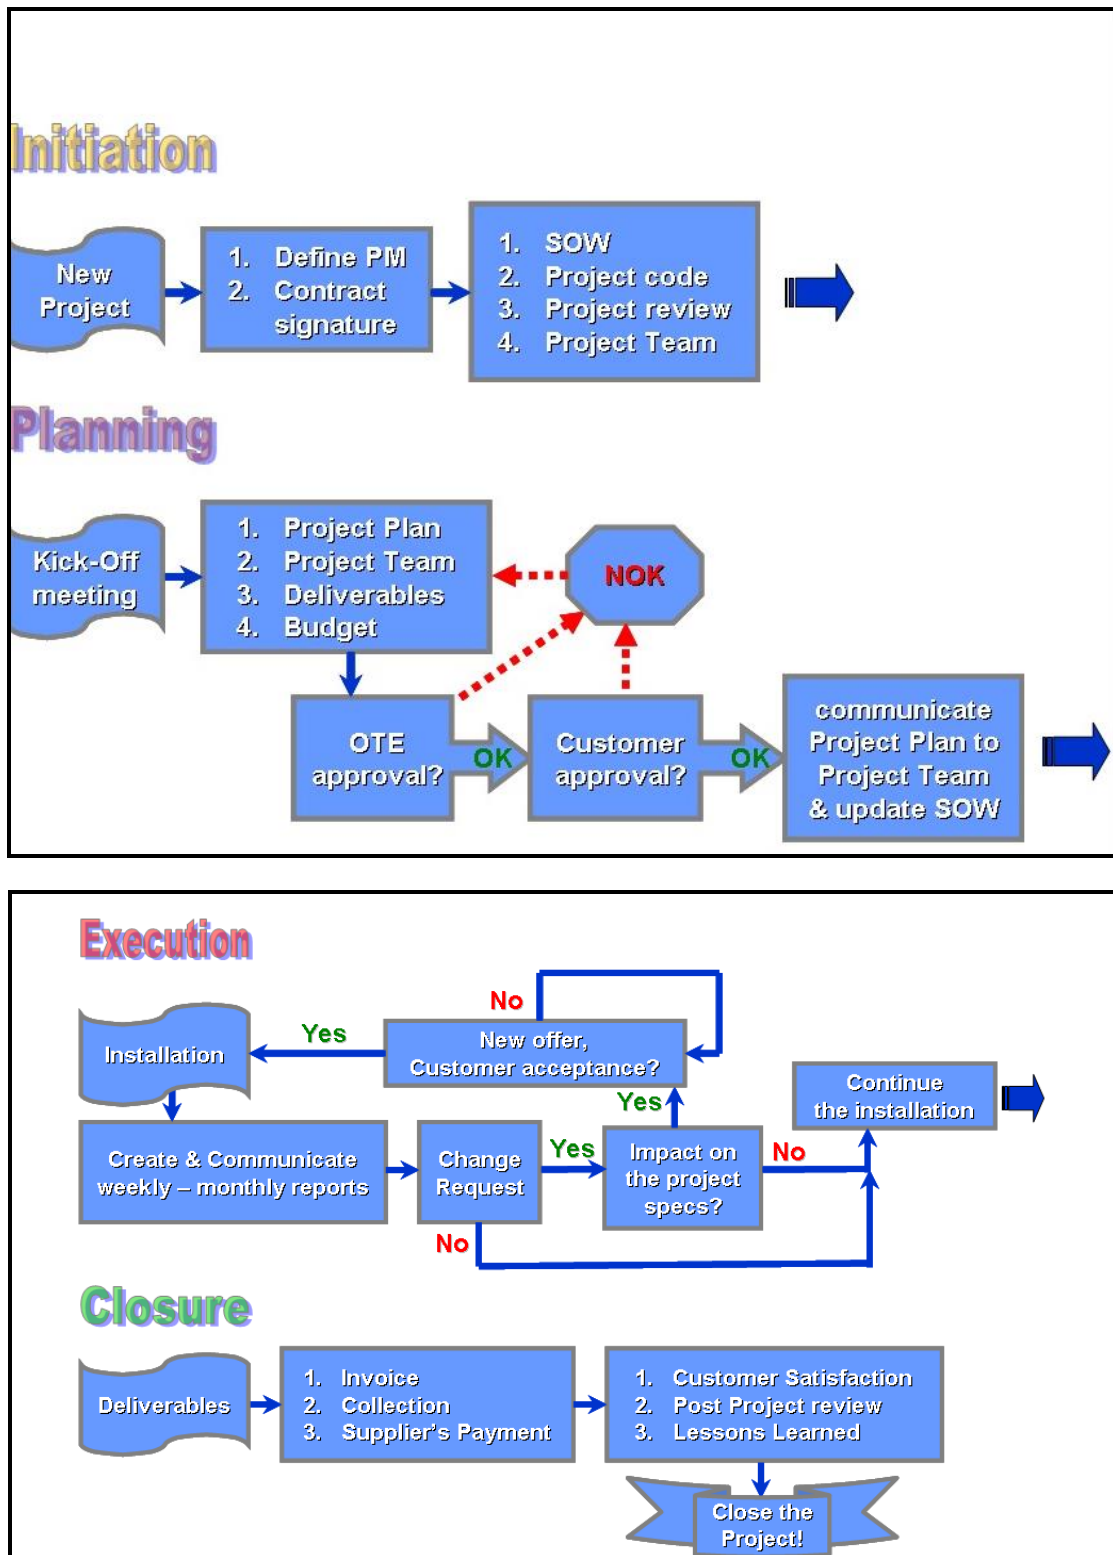 Initiation
New
Project
1. Define PM
2. Contract
signature
1. SOW
2. Project code
3. Project review
4. Project Team
Planning
Kick-Off
meeting
1. Project Plan
2. Project Team
3. Deliverables
4. Budget
NOK
OTE
approval?
OK
Customer
approval?
OK
communicate
Project Plan to
Project Team
& update SOW
Execution
No
Yes
New offer,
Customer acceptance?
Installation
Yes
Continue
the installation
Create & Communicate
weekly – monthly reports
Change
Request
Yes
Impact on
the project
specs?
No
No
Closure
Deliverables
1. Invoice
2. Collection
3. Supplier's Payment
1. Customer Satisfaction
2. Post Project review
3. Lessons Learned
Close the
Project!